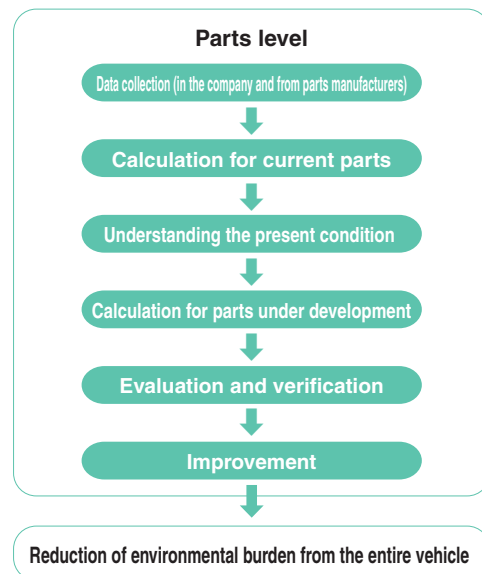 Parts level
Data collection (in the company and from parts manufacturers)
Calculation for current parts
Understanding the present condition
Calculation for parts under development
Evaluation and verification
Improvement
Reduction of environmental burden from the entire vehicle